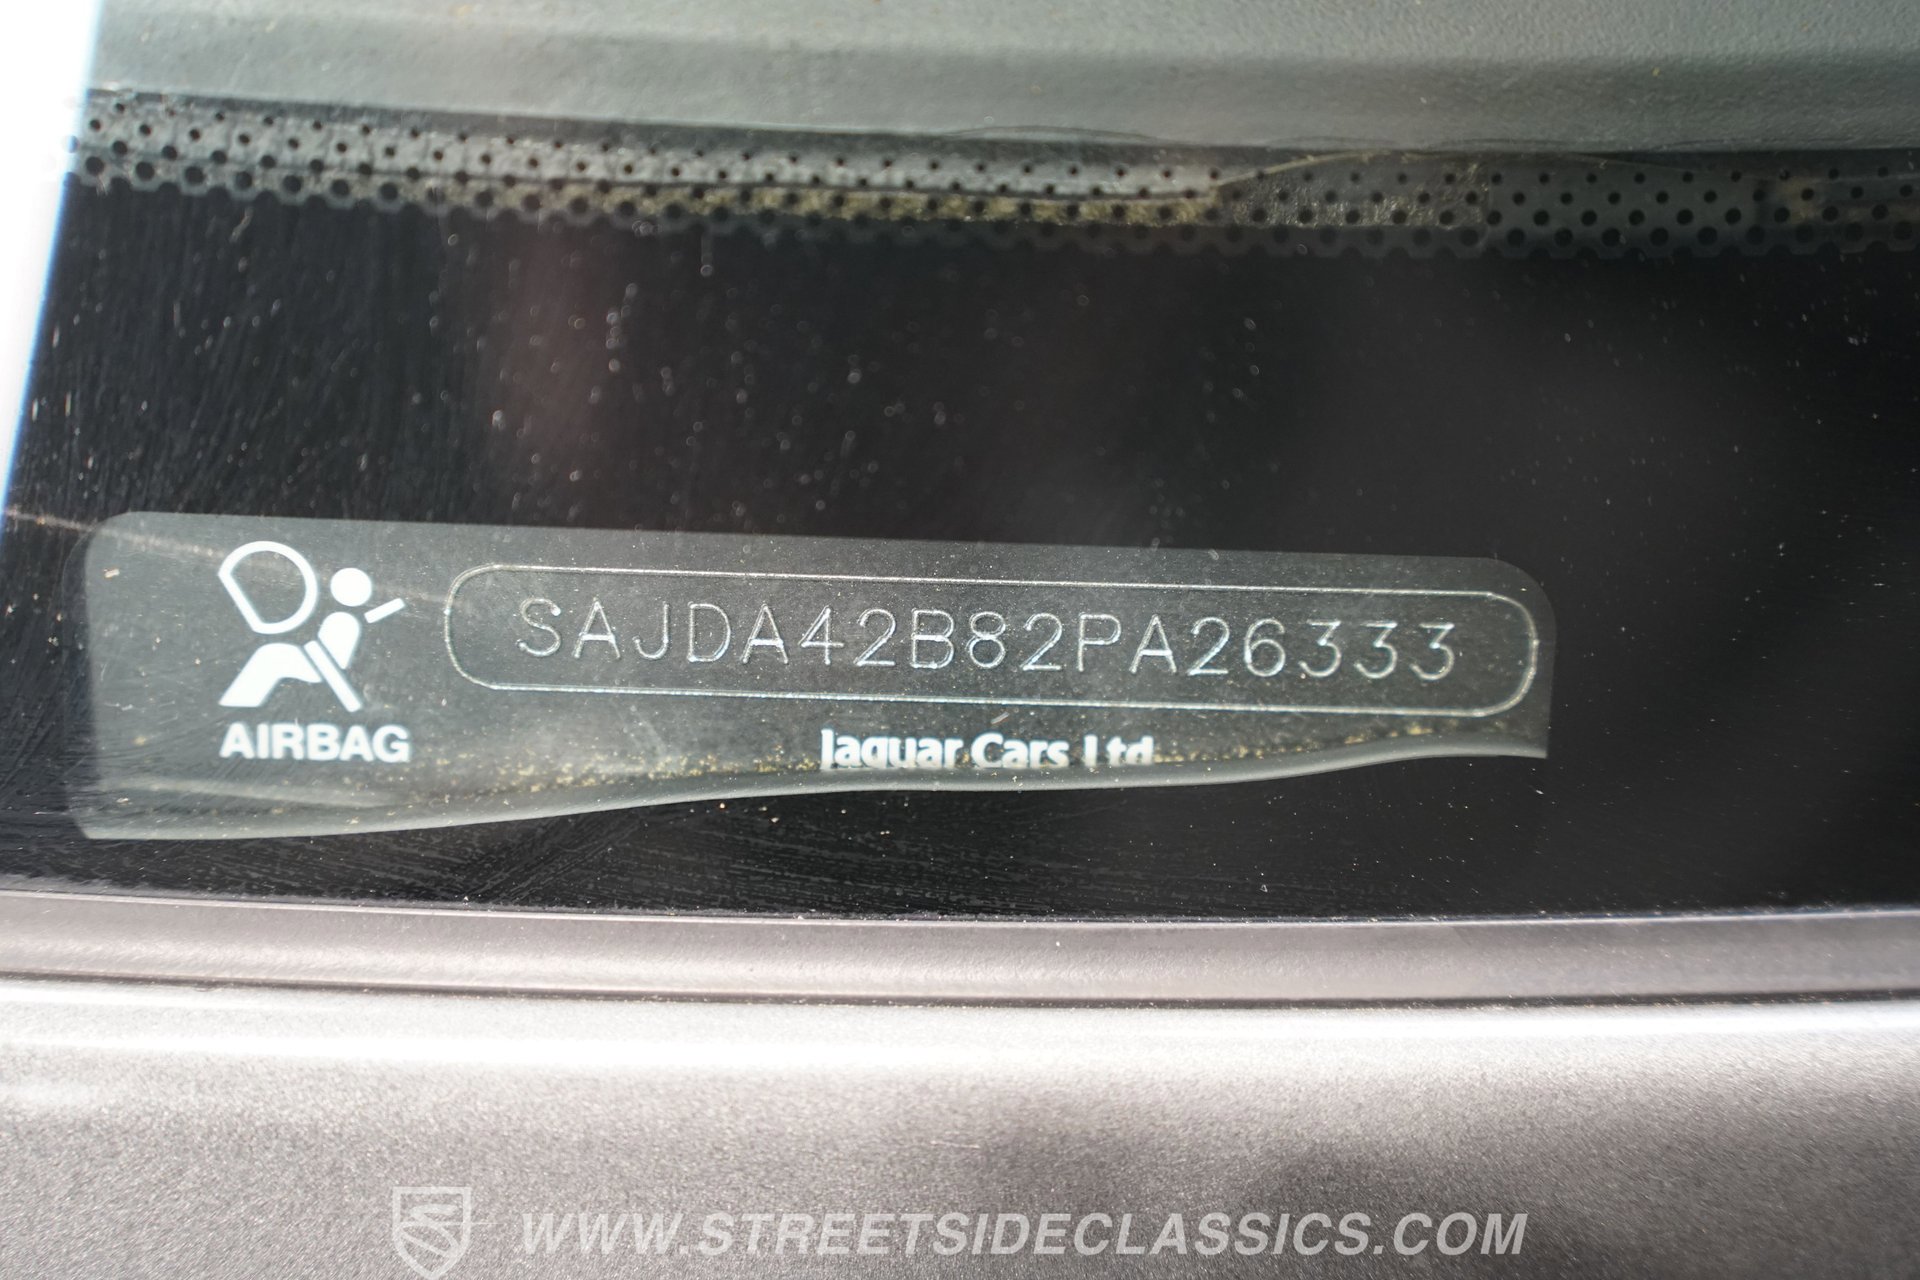 SAJDA42B82PA26333
AIRBAG
Jaguar Cars Ltd
WWW.STREETSIDECLASSICS.COM